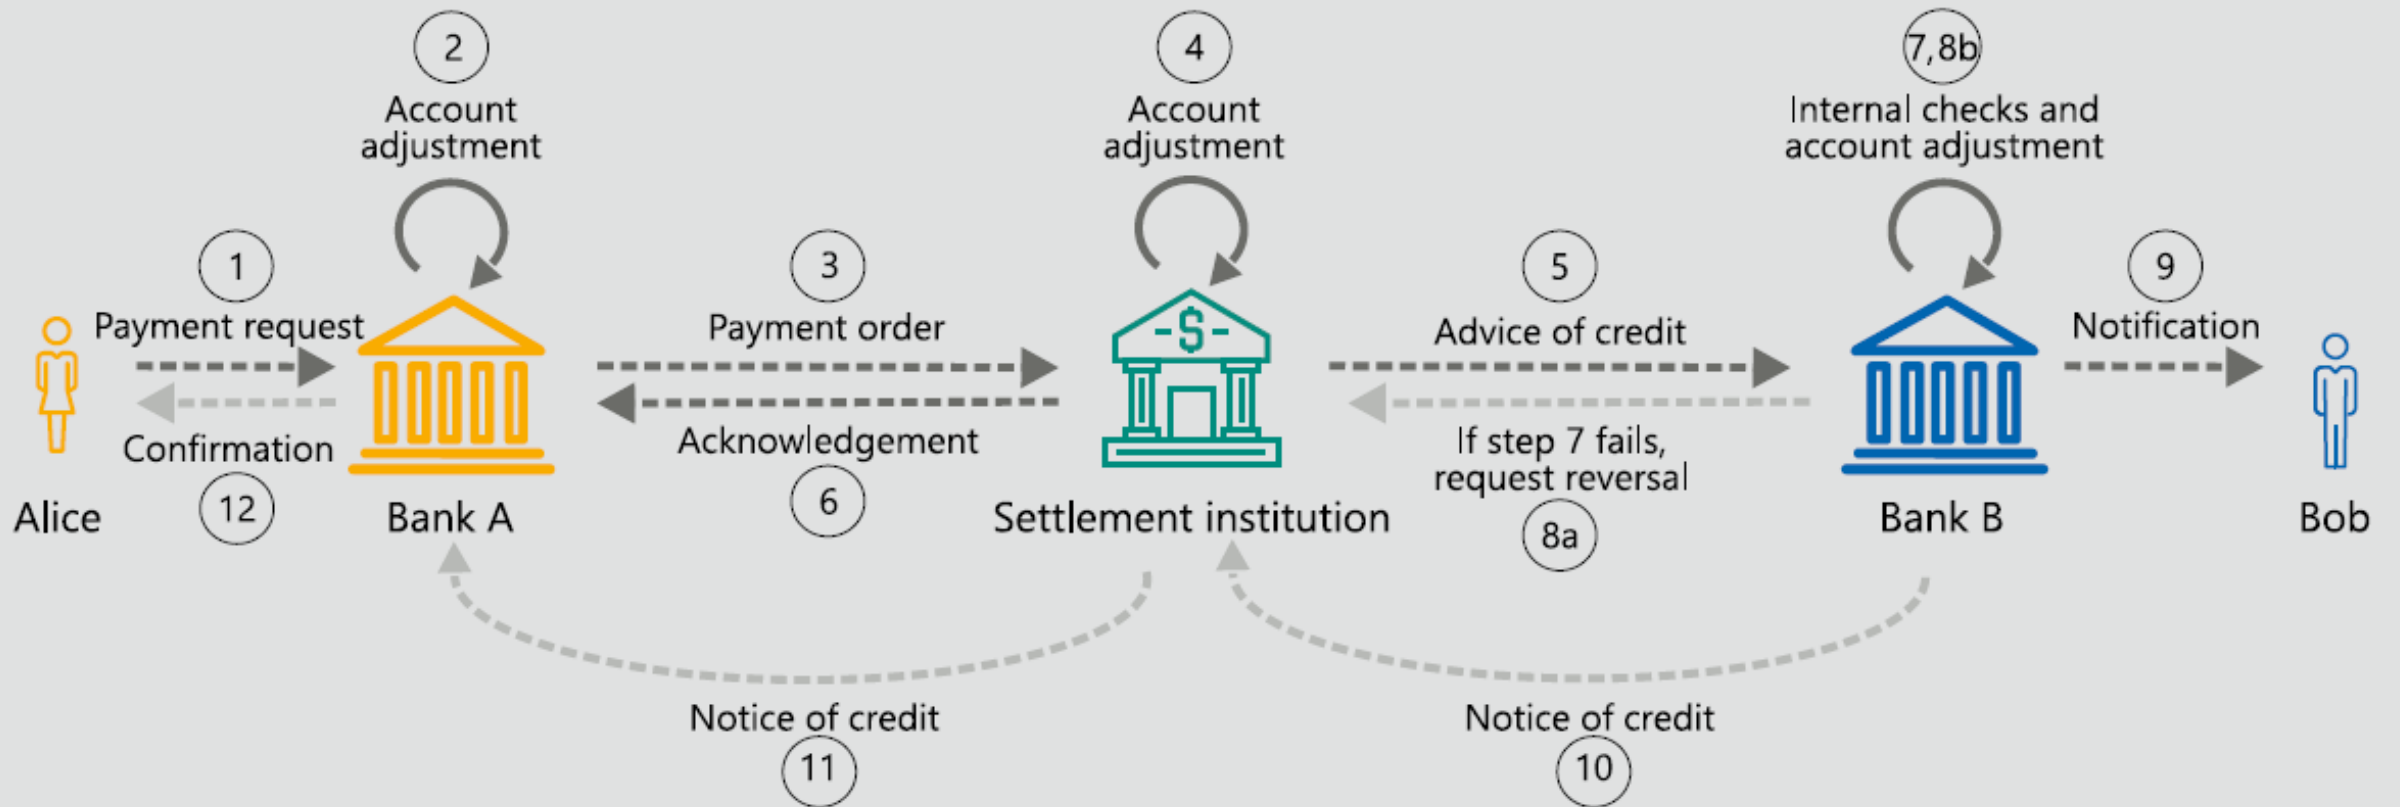 2
Account
adjustment
4
Account
adjustment
7,8b
Internal checks and
account adjustment
1
Payment request
3
Payment order
5
Advice of credit
9
Notification
Confirmation
12
Acknowledgement
6
If step 7 fails,
request reversal
8a
Alice
Bank A
-$-
Settlement institution
Bank B
Bob
Notice of credit
11
Notice of credit
10